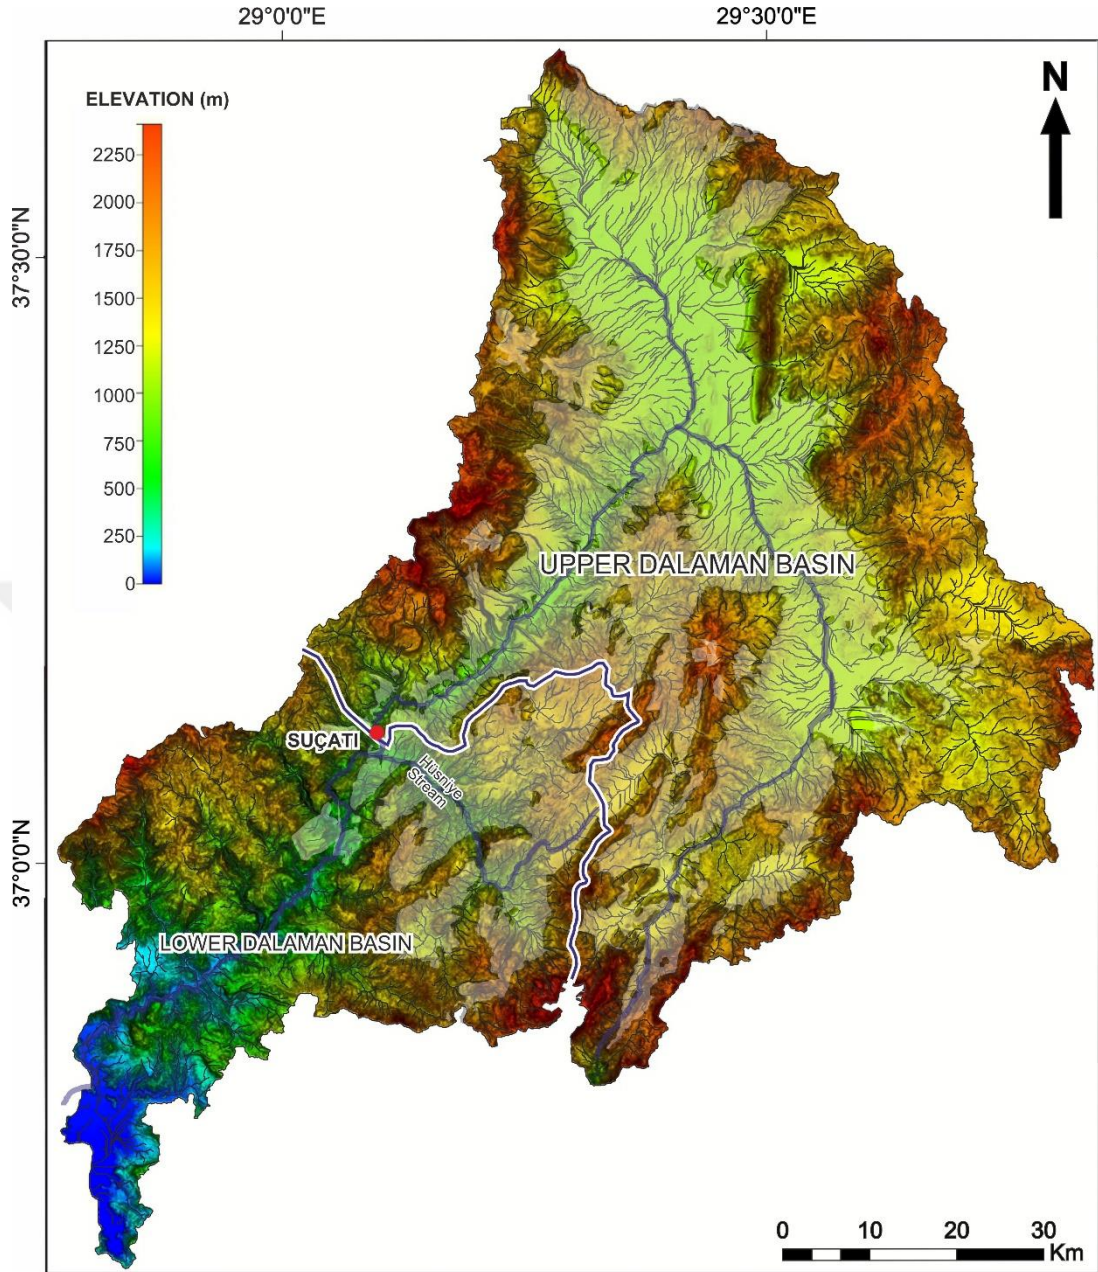 29°0'0"E
29°30'0"E
ELEVATION (m)
2250
2000
1750
1500
1250
1000
750
500
250
0
N
37°30'0"N
37°0'0"N
UPPER DALAMAN BASIN
SUÇATI
Hüsniye
Stream
LOWER DALAMAN BASIN
0
10
20
30
Km